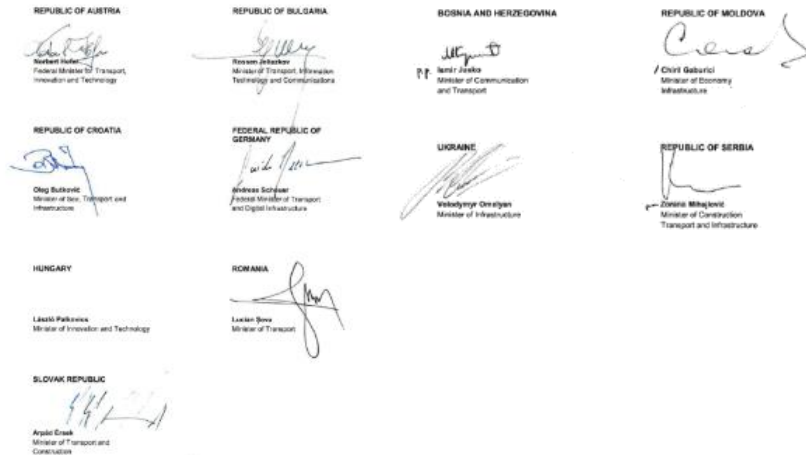 REPUBLIC OF AUSTRIA
Norbert Hofer
Federal Minister for Transport,
Innovation and Technology
REPUBLIC OF BULGARIA
Rossen Jeliazkov
Minister of Transport, Information
Technology and Communications
REPUBLIC OF CROATIA
Oleg Butković
Minister of Sea, Transport and
Infrastructure
FEDERAL REPUBLIC OF
GERMANY
Andreas Scheuer
Federal Minister of Transport
and Digital Infrastructure
HUNGARY
László Palkovics
Minister of Innovation and Technology
ROMANIA
Lucian Șova
Minister of Transport
SLOVAK REPUBLIC
Arpád Érsek
Minister of Transport and
Construction
BOSNIA AND HERZEGOVINA
p.p. Ismir Jusko
Minister of Communication
and Transport
REPUBLIC OF MOLDOVA
/ Chiril Gaburici
Minister of Economy
Infrastructure
UKRAINE
Volodymyr Omelyan
Minister of Infrastructure
REPUBLIC OF SERBIA
Zorana Mihajlović
Minister of Construction
Transport and Infrastructure